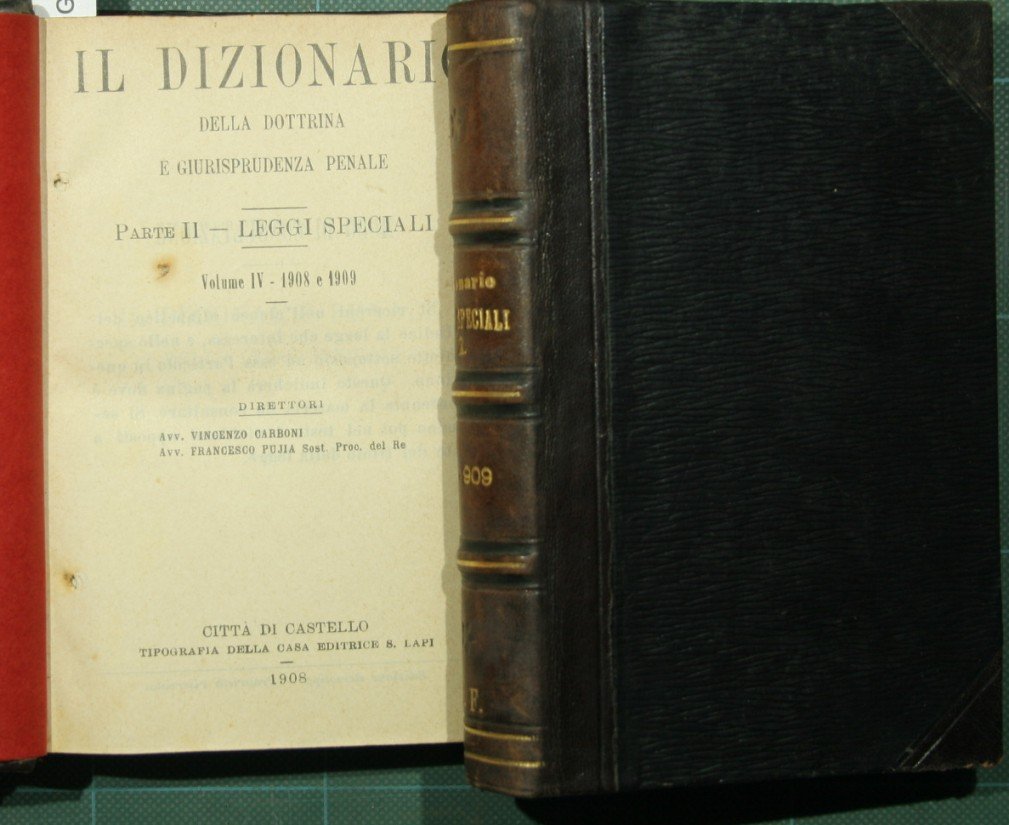 G
IL DIZIONARIO
DELLA DOTTRINA
E GIURISPRUDENZA PENALE
PARTE II — LEGGI SPECIALI
Volume IV - 1908 e 1909
DIRETTORI
Avv. VINCENZO CARBONI
Avv. FRANCESCO PUJIA Sost. Proc. del Re
CITTÀ DI CASTELLO
TIPOGRAFIA DELLA CASA EDITRICE S. LAPI
1908
onario
SPECIALI
909
F.